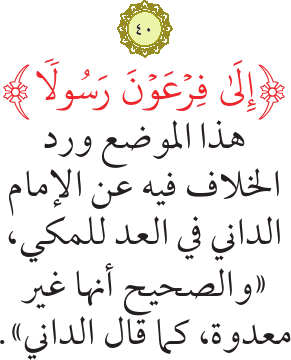 ٤٠
﴿إِلَىٰ فِرْعَوْنَ رَسُولًا﴾
هذا الموضع ورد
الخلاف فيه عن الإمام
الداني في العد للمكي،
«والصحيح أنها غير
معدوة، كما قال الداني».